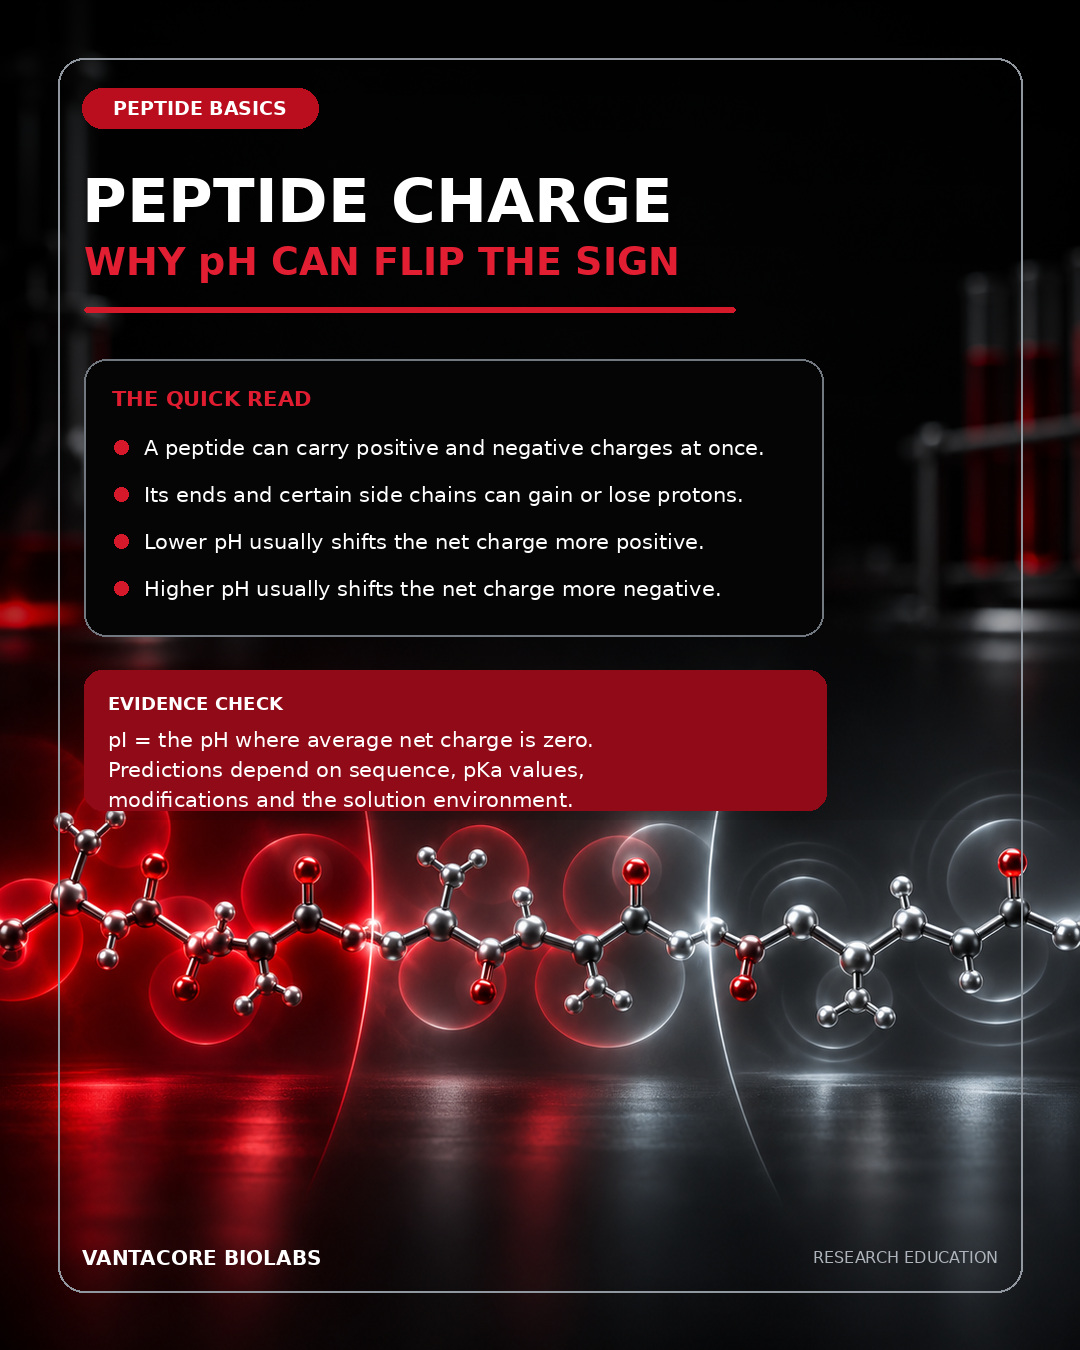 PEPTIDE BASICS
PEPTIDE CHARGE
WHY pH CAN FLIP THE SIGN
THE QUICK READ
A peptide can carry positive and negative charges at once.
Its ends and certain side chains can gain or lose protons.
Lower pH usually shifts the net charge more positive.
Higher pH usually shifts the net charge more negative.
EVIDENCE CHECK
pI = the pH where average net charge is zero.
Predictions depend on sequence, pKa values,
modifications and the solution environment.
VANTACORE BIOLABS
RESEARCH EDUCATION